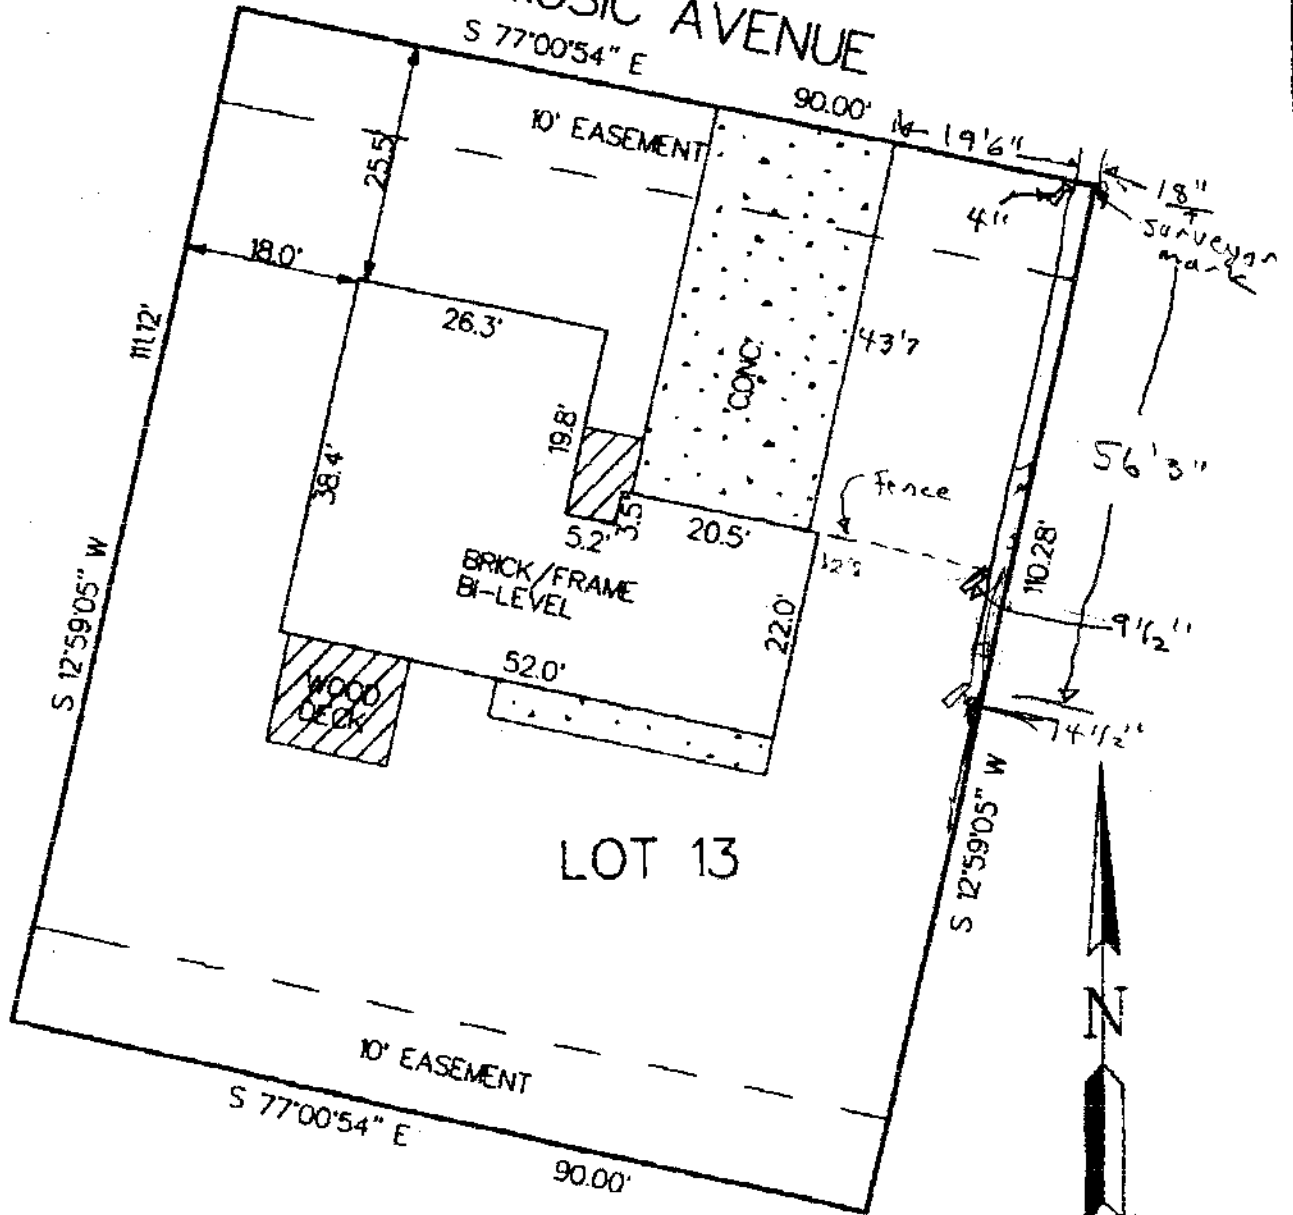 AVENUE
S 77°00'54" E
90.00'
19'6"
10' EASEMENT
18"
4"
surveyor
mark
25.5'
18.0'
26.3'
43'7
CONC.
111.12'
19.8'
56'3"
38.4'
fence
3.5'
5.2'
20.5'
110.28'
BRICK/FRAME
BI-LEVEL
22.0'
9 1/2"
S 12°59'05" W
52.0'
WOOD
DECK
S 12°59'05" W
LOT 13
N
10' EASEMENT
S 77°00'54" E
90.00'